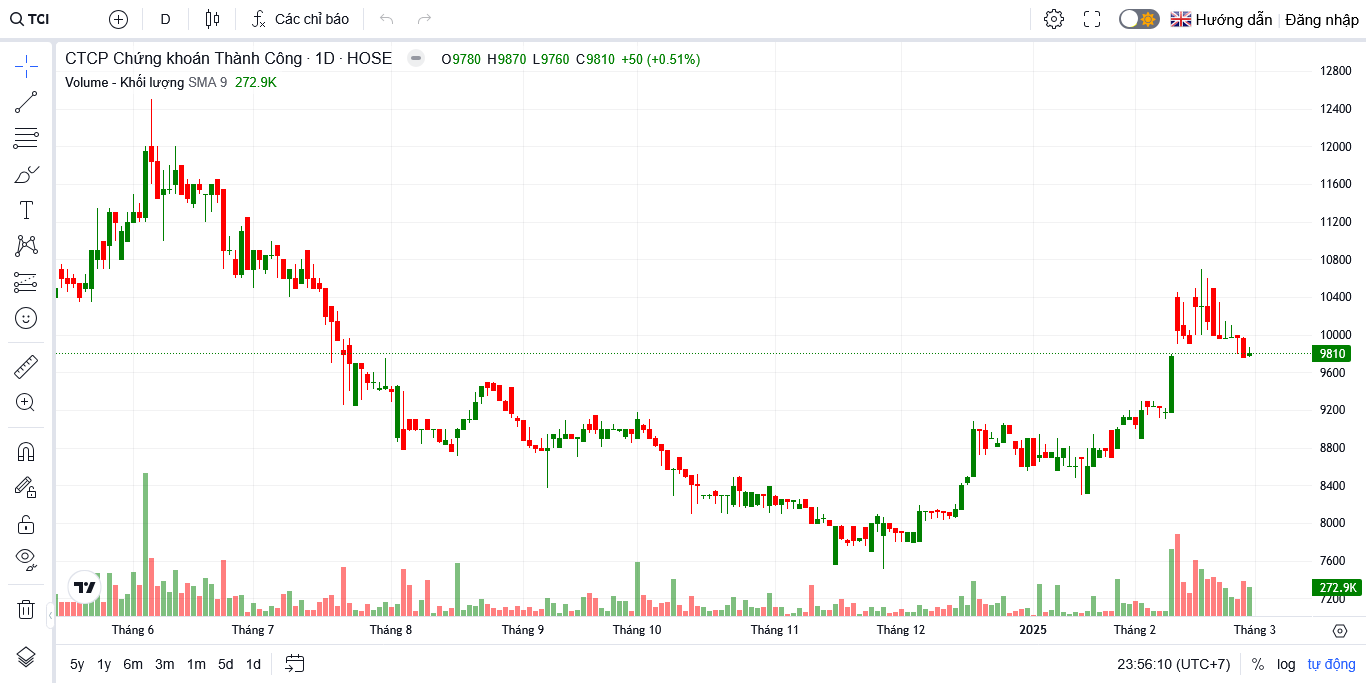 TCI D Các chỉ báo Hướng dẫn Đăng nhập
CTCP Chứng khoán Thành Công · 1D · HOSE O9780 H9870 L9760 C9810 +50 (+0.51%)
Volume - Khối lượng SMA 9 272.9K
12800
12400
12000
11600
11200
10800
10400
10000
9810
9600
9200
8800
8400
8000
7600
272.9K
7200
Tháng 6 Tháng 7 Tháng 8 Tháng 9 Tháng 10 Tháng 11 Tháng 12 2025 Tháng 2 Tháng 3
5y 1y 6m 3m 1m 5d 1d 23:56:10 (UTC+7) % log tự động